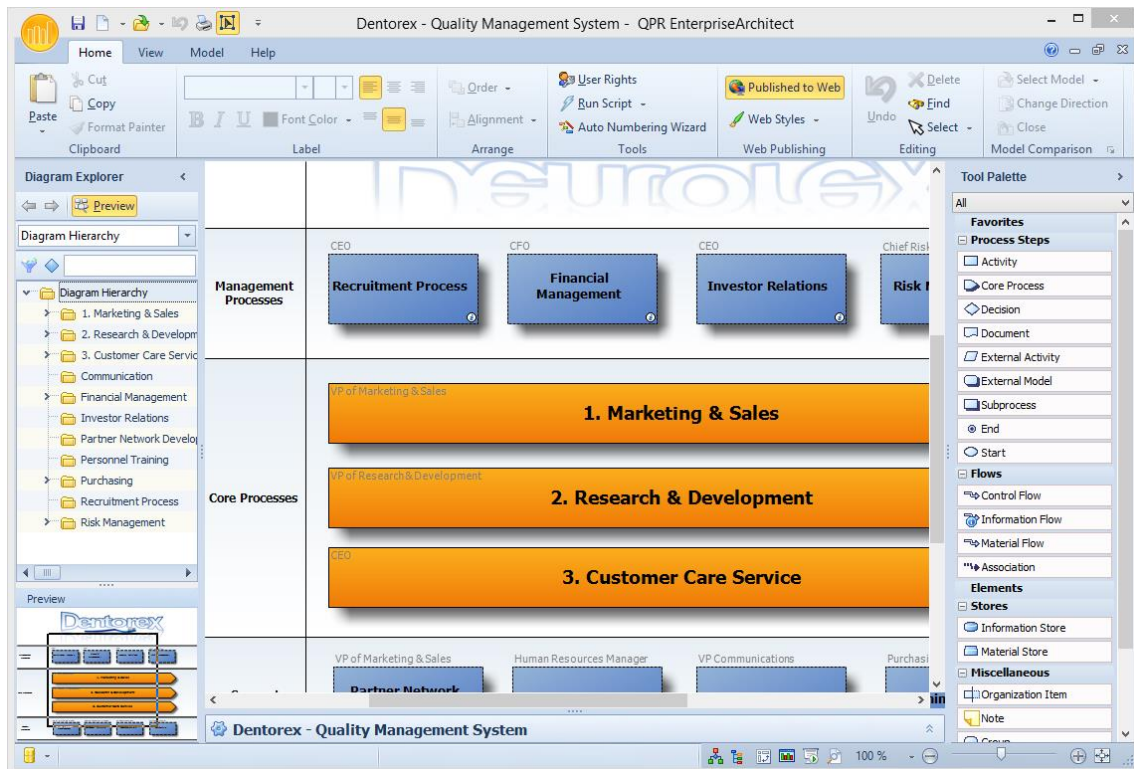 Dentorex - Quality Management System - QPR EnterpriseArchitect
Home View Model Help
Paste
Cut
Copy
Format Painter
Clipboard
B I U Font Color
Label
Order
Alignment
Arrange
User Rights
Run Script
Auto Numbering Wizard
Tools
Published to Web
Web Styles
Web Publishing
Undo
Delete
Find
Select
Editing
Select Model
Change Direction
Close
Model Comparison
Diagram Explorer
Preview
Diagram Hierarchy
Diagram Hierarchy
1. Marketing & Sales
2. Research & Developm
3. Customer Care Servic
Communication
Financial Management
Investor Relations
Partner Network Develo
Personnel Training
Purchasing
Recruitment Process
Risk Management
Preview
Dentorex
Management
Processes
CEO
Recruitment Process
CFO
Financial
Management
CEO
Investor Relations
Chief Risk
Risk
Core Processes
VP of Marketing & Sales
1. Marketing & Sales
VP of Research & Development
2. Research & Development
CEO
3. Customer Care Service
VP of Marketing & Sales
Partner Network
Human Resources Manager
VP Communications
Purchasi
Dentorex - Quality Management System
Tool Palette
All
Favorites
Process Steps
Activity
Core Process
Decision
Document
External Activity
External Model
Subprocess
End
Start
Flows
Control Flow
Information Flow
Material Flow
Association
Elements
Stores
Information Store
Material Store
Miscellaneous
Organization Item
Note
100 %